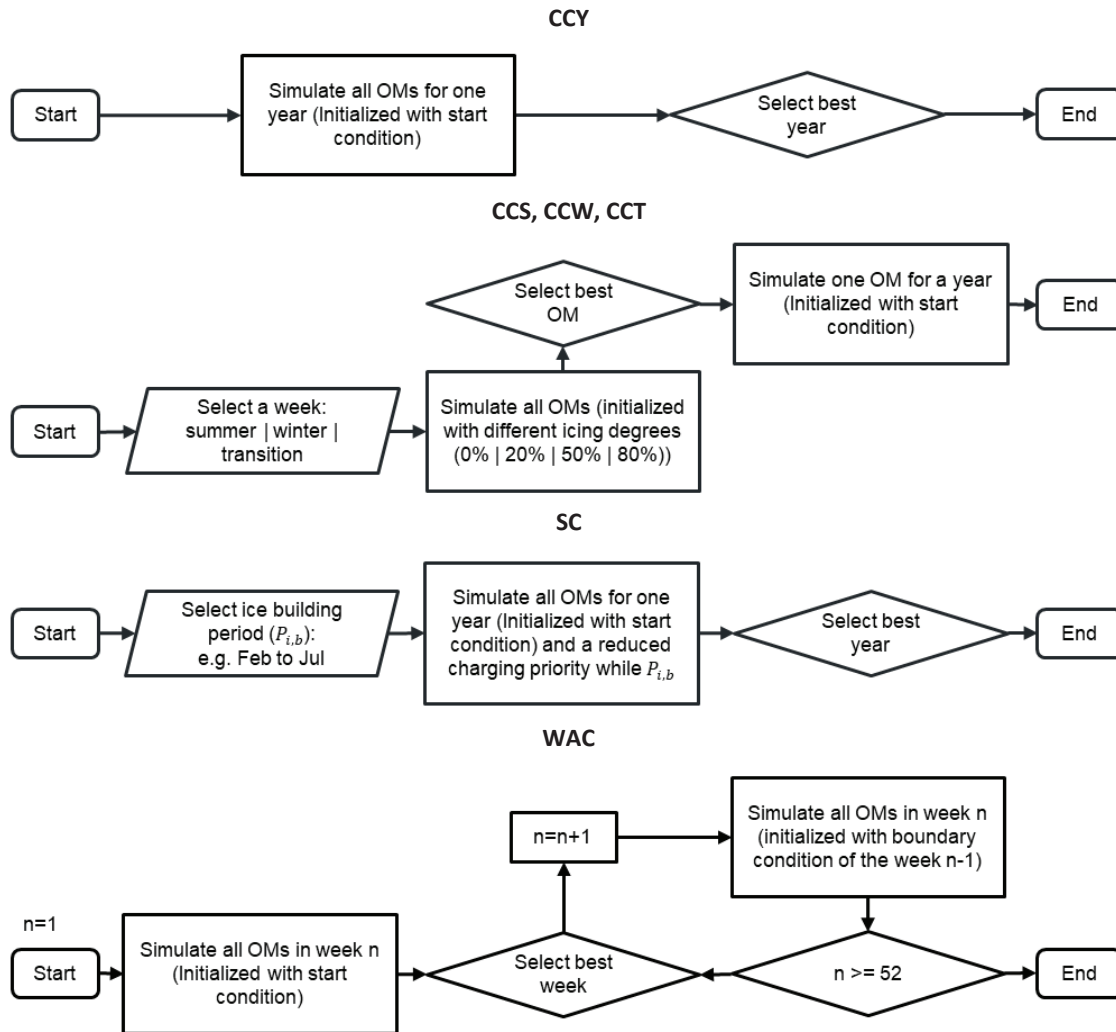 CCY
Start
Simulate all OMs for one
year (Initialized with start
condition)
Select best
year
End
CCS, CCW, CCT
Select best
OM
Simulate one OM for a year
(Initialized with start
condition)
End
Start
Select a week:
summer | winter |
transition
Simulate all OMs (initialized
with different icing degrees
(0% | 20% | 50% | 80%))
SC
Start
Select ice building
period (P_{i,b}):
e.g. Feb to Jul
Simulate all OMs for one
year (Initialized with start
condition) and a reduced
charging priority while P_{i,b}
Select best
year
End
WAC
n=n+1
Simulate all OMs in week n
(initialized with boundary
condition of the week n-1)
n=1
Start
Simulate all OMs in week n
(Initialized with start
condition)
Select best
week
n >= 52
End